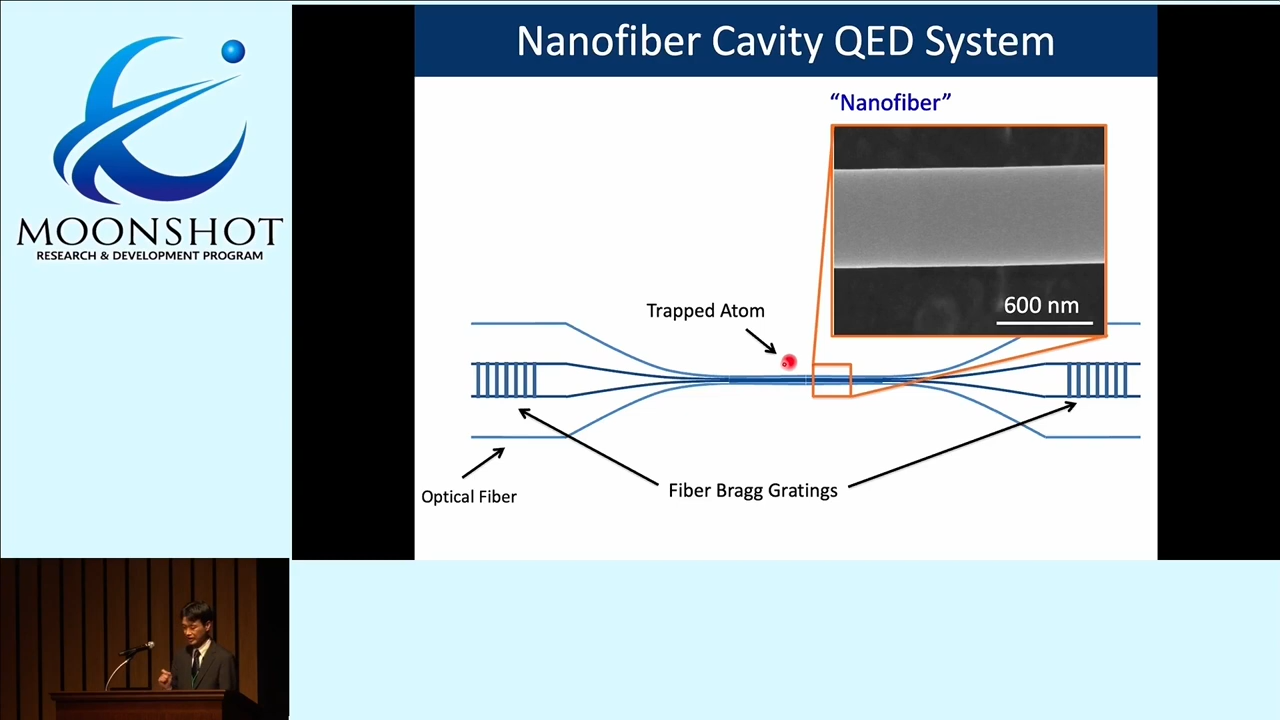 MOONSHOT
RESEARCH & DEVELOPMENT PROGRAM
Nanofiber Cavity QED System
“Nanofiber”
600 nm
Trapped Atom
Optical Fiber
Fiber Bragg Gratings